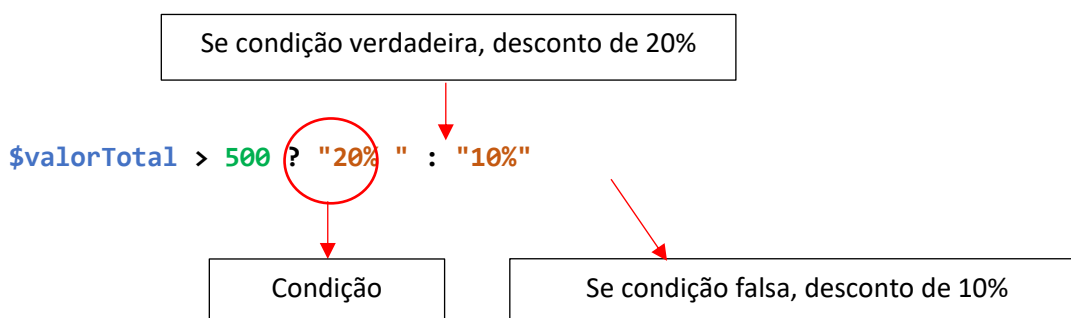 Se condição verdadeira, desconto de 20%
$valorTotal > 500 ? "20% " : "10%"
Condição
Se condição falsa, desconto de 10%